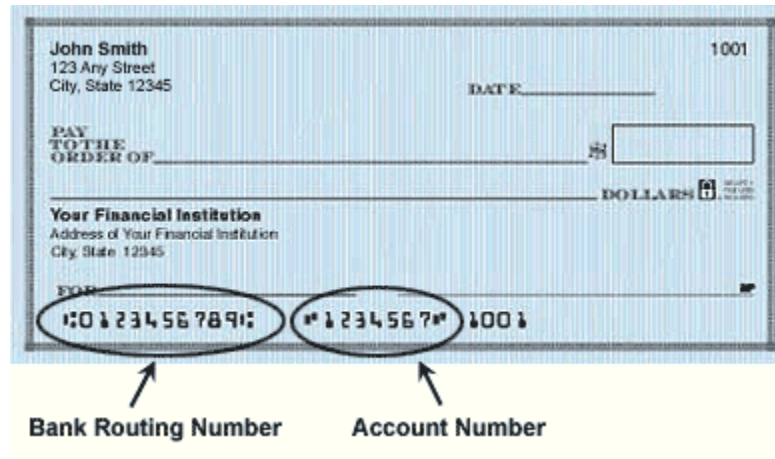 John Smith
1001
123 Any Street
City, State 12345
DATE
PAY
TO THE
ORDER OF
DOLLARS
Your Financial Institution
Address of Your Financial Institution
City, State 12345
FOR
⑆0123456789⑆ ⑈1234567⑈ 1001
Bank Routing Number
Account Number